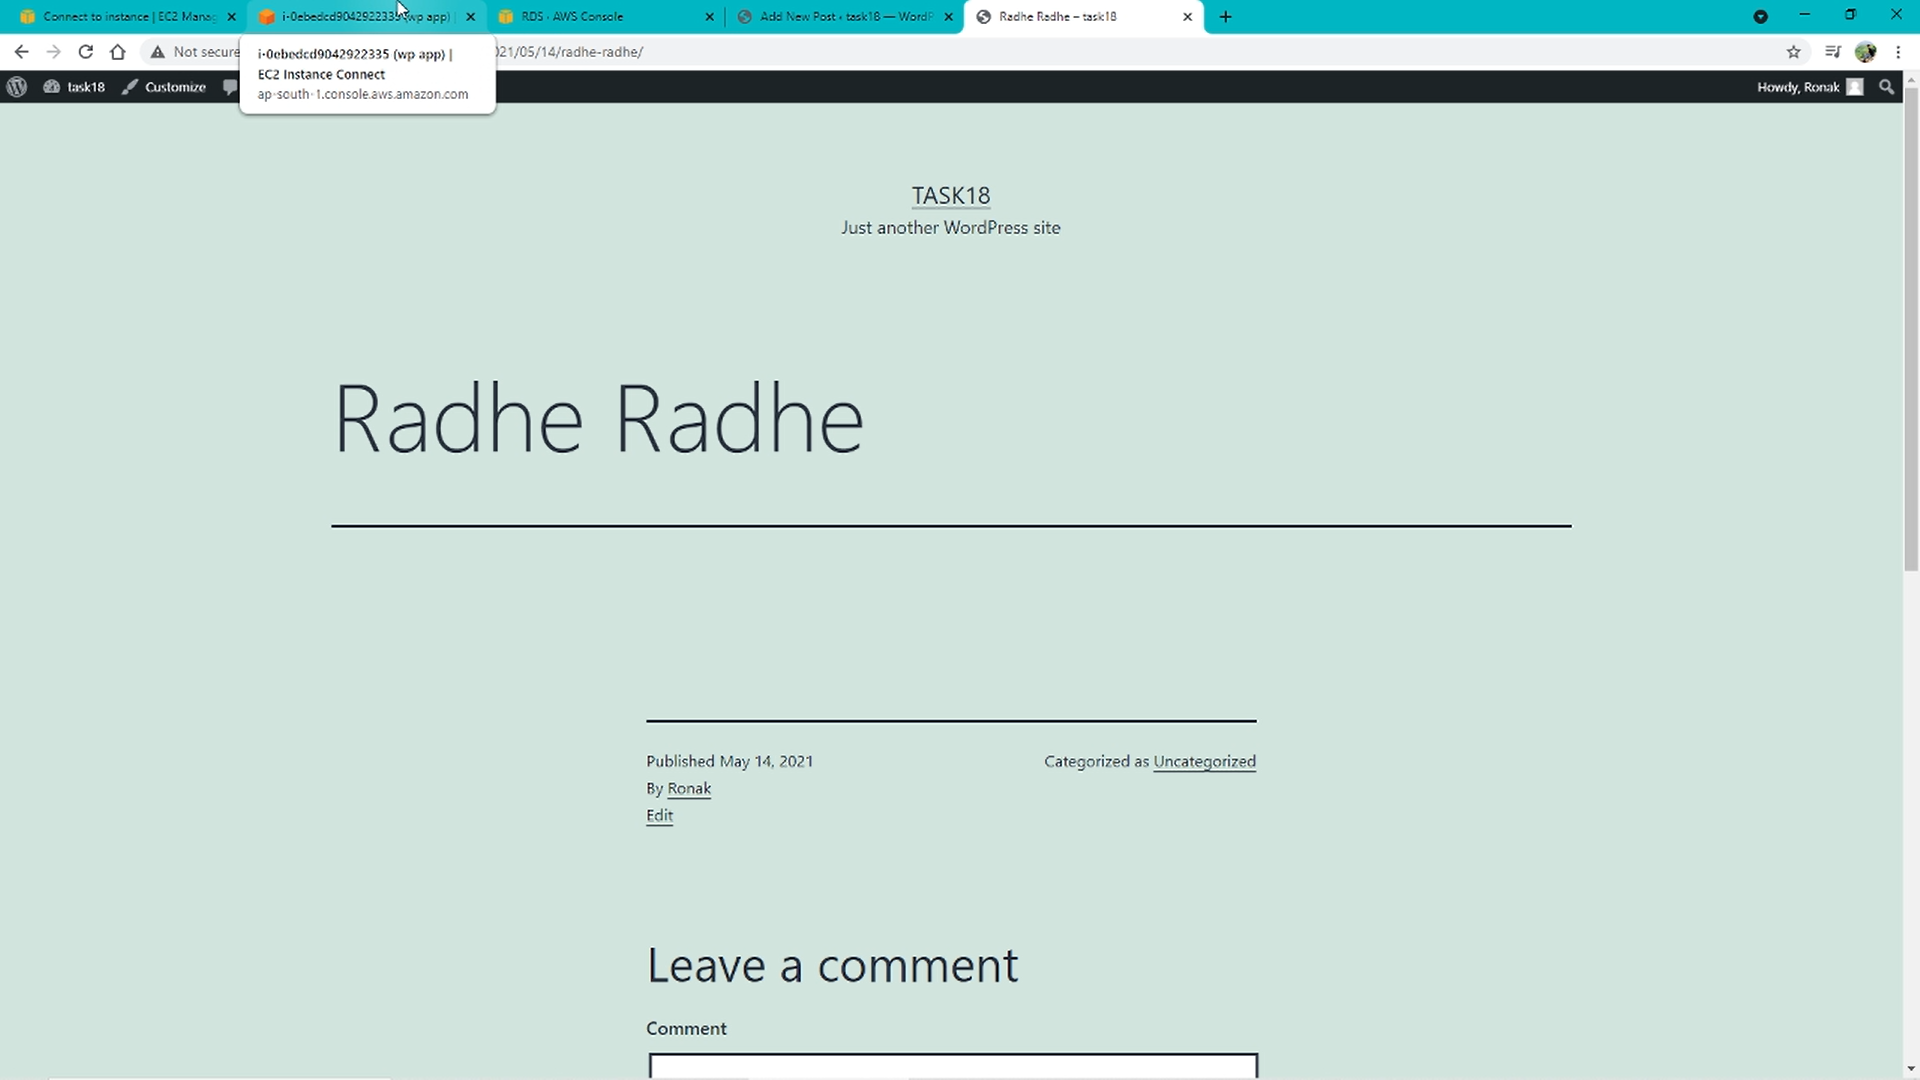 Connect to instance | EC2 Manag
i-0ebedcd9042922335 (wp app) |
RDS · AWS Console
Add New Post ‹ task18 — WordP
Radhe Radhe – task18
Not secure
021/05/14/radhe-radhe/
i-0ebedcd9042922335 (wp app) |
EC2 Instance Connect
ap-south-1.console.aws.amazon.com
task18
Customize
Howdy, Ronak
TASK18
Just another WordPress site
Radhe Radhe
Published May 14, 2021
Categorized as Uncategorized
By Ronak
Edit
Leave a comment
Comment